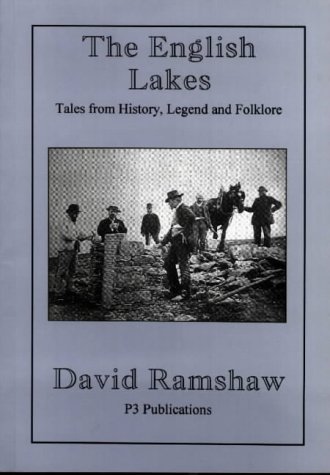 The English
Lakes
Tales from History, Legend and Folklore
David Ramshaw
P3 Publications